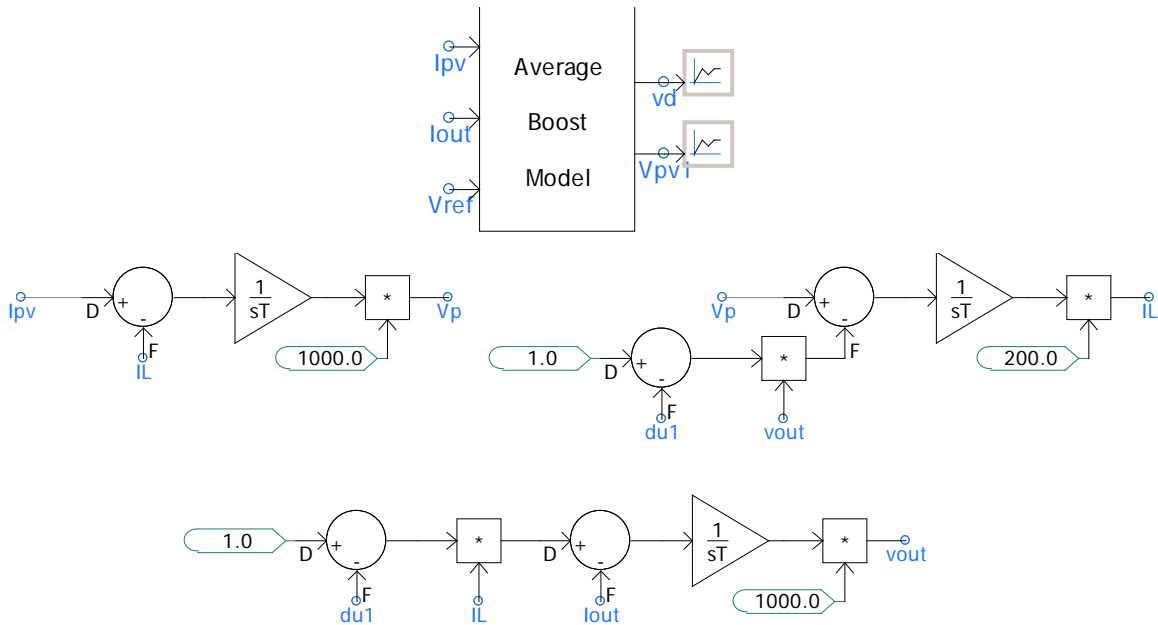 Ipv
Average
vd
Iout
Boost
Vpv1
Vref
Model
Ipv
D
+
-
F
IL
1
sT
*
1000.0
Vp
Vp
D
+
-
F
1
sT
*
200.0
IL
1.0
D
+
-
F
du1
*
vout
1.0
D
+
-
F
du1
*
IL
D
+
-
F
Iout
1
sT
*
1000.0
vout